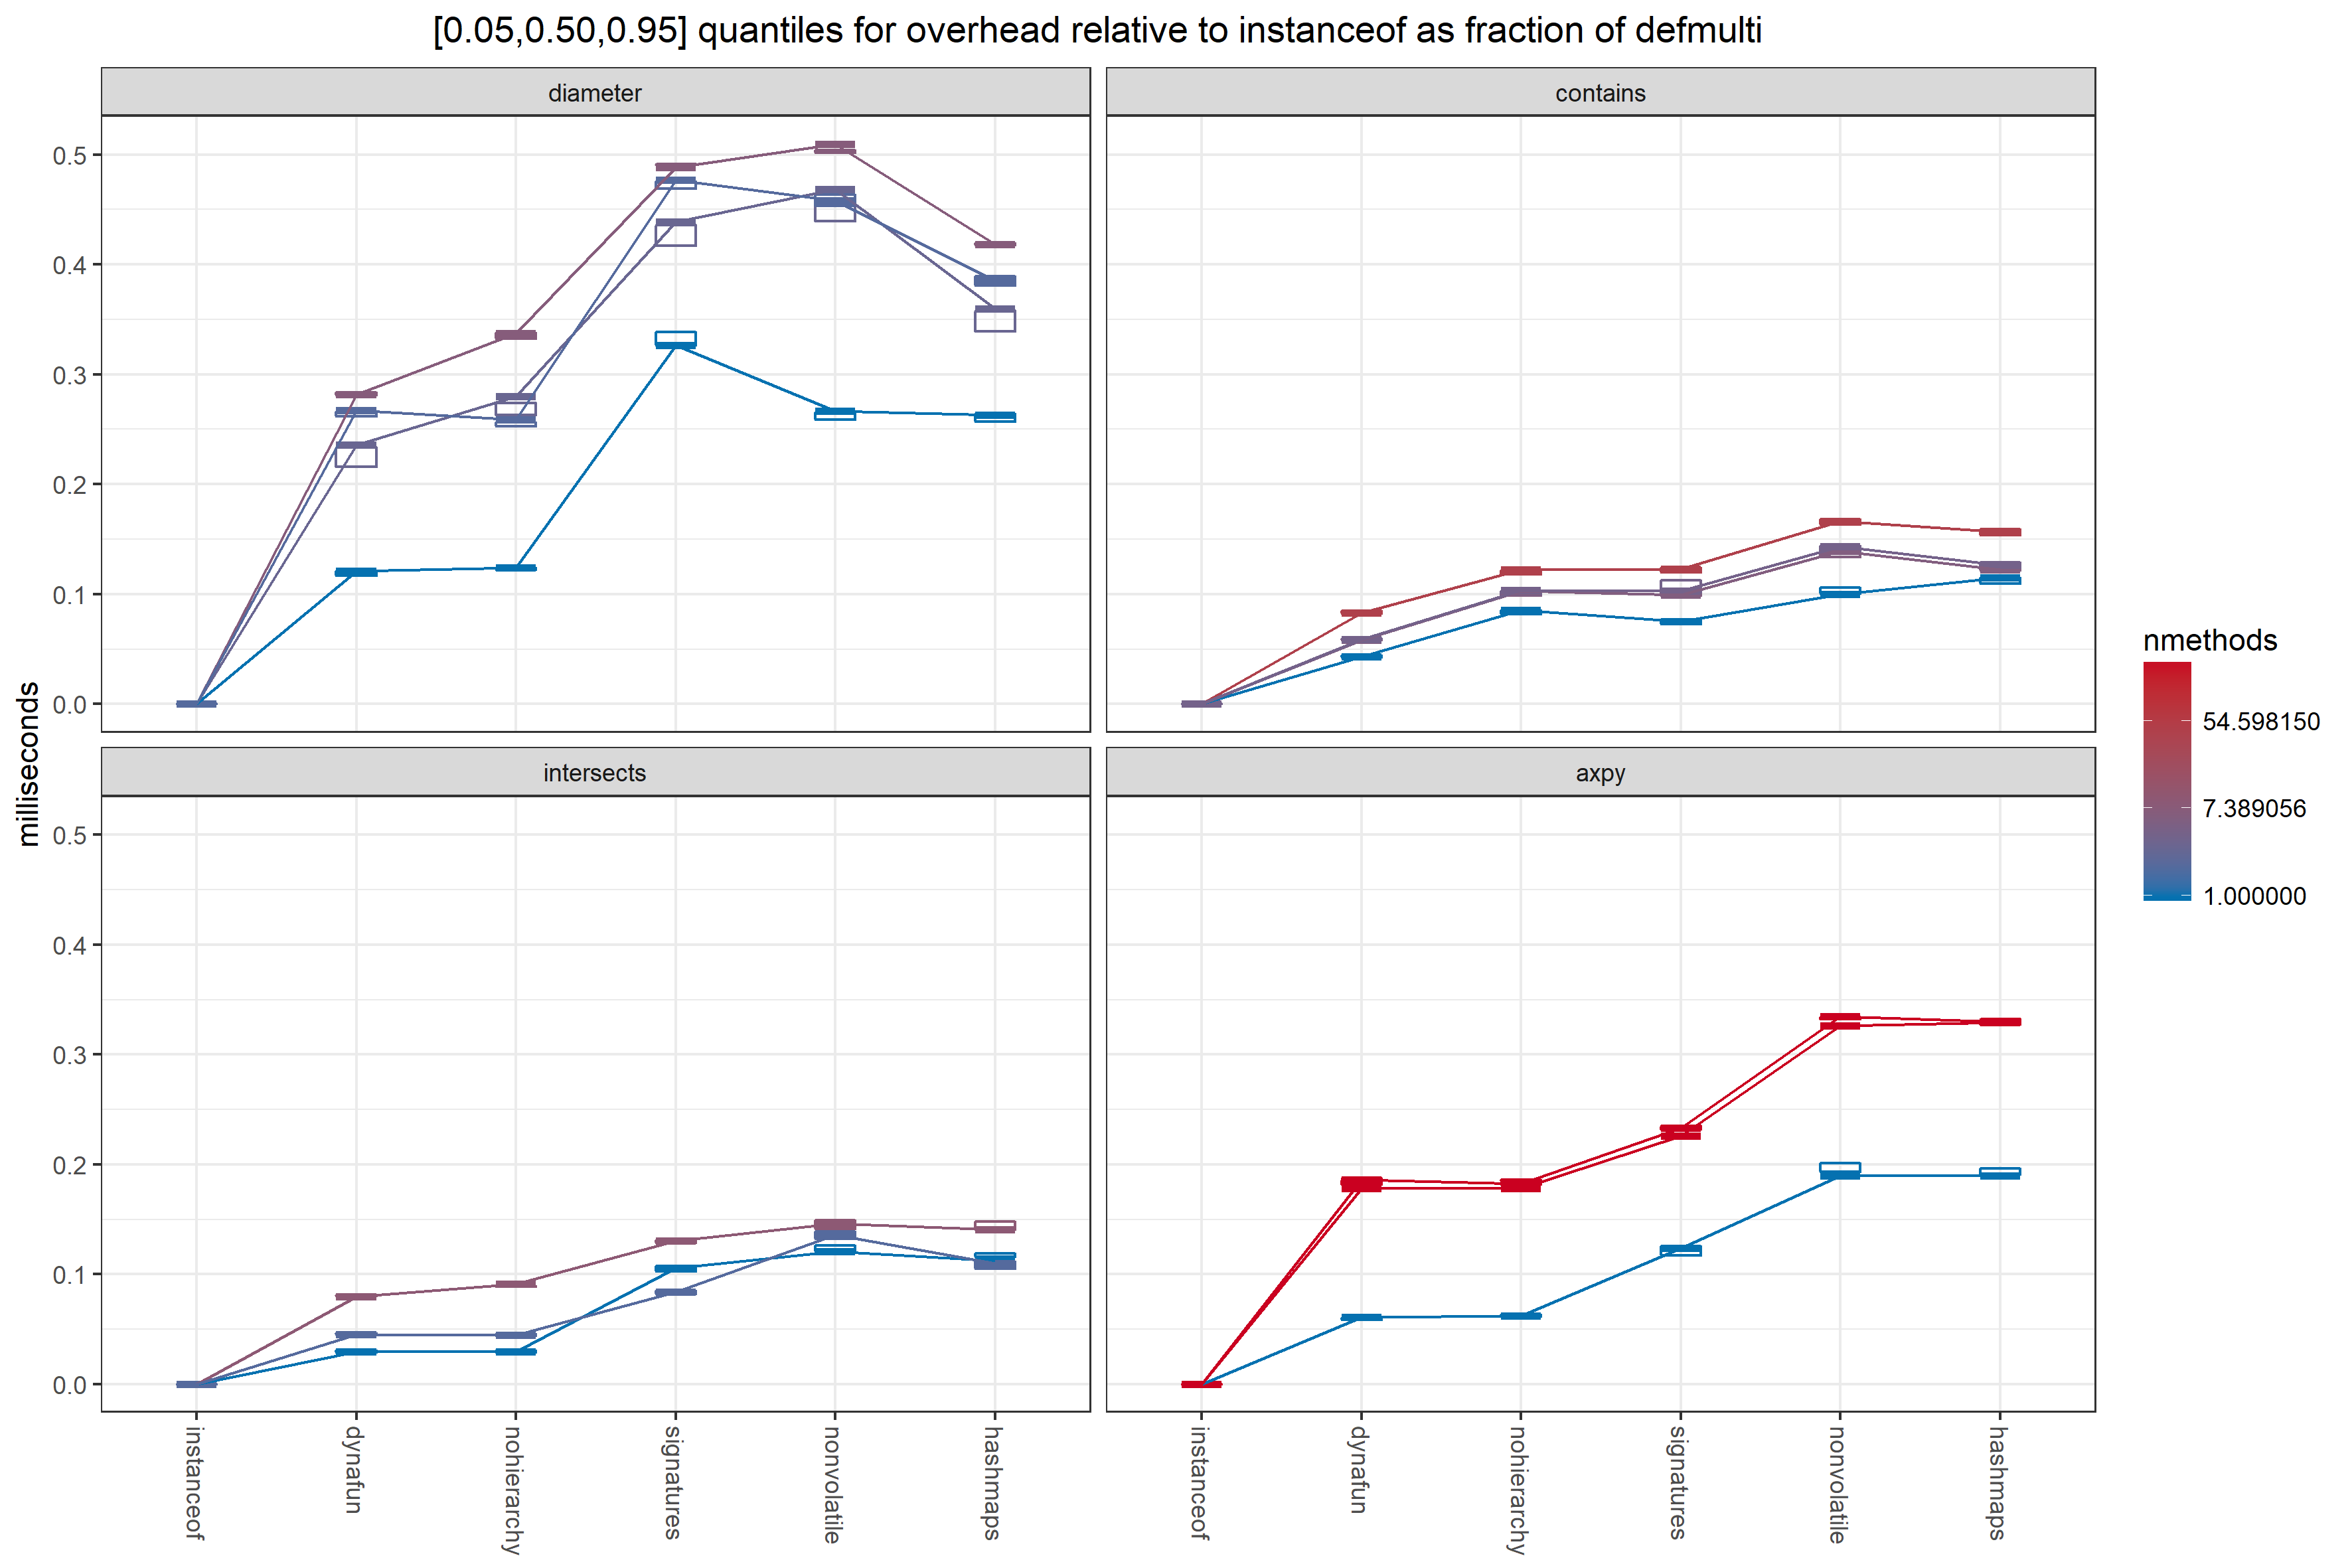 [0.05,0.50,0.95] quantiles for overhead relative to instanceof as fraction of defmulti
diameter
contains
0.5
0.4
0.3
0.2
0.1
0.0
milliseconds
intersects
axpy
0.5
0.4
0.3
0.2
0.1
0.0
instanceof
dynafun
nohierarchy
signatures
nonvolatile
hashmaps
instanceof
dynafun
nohierarchy
signatures
nonvolatile
hashmaps
nmethods
54.598150
7.389056
1.000000